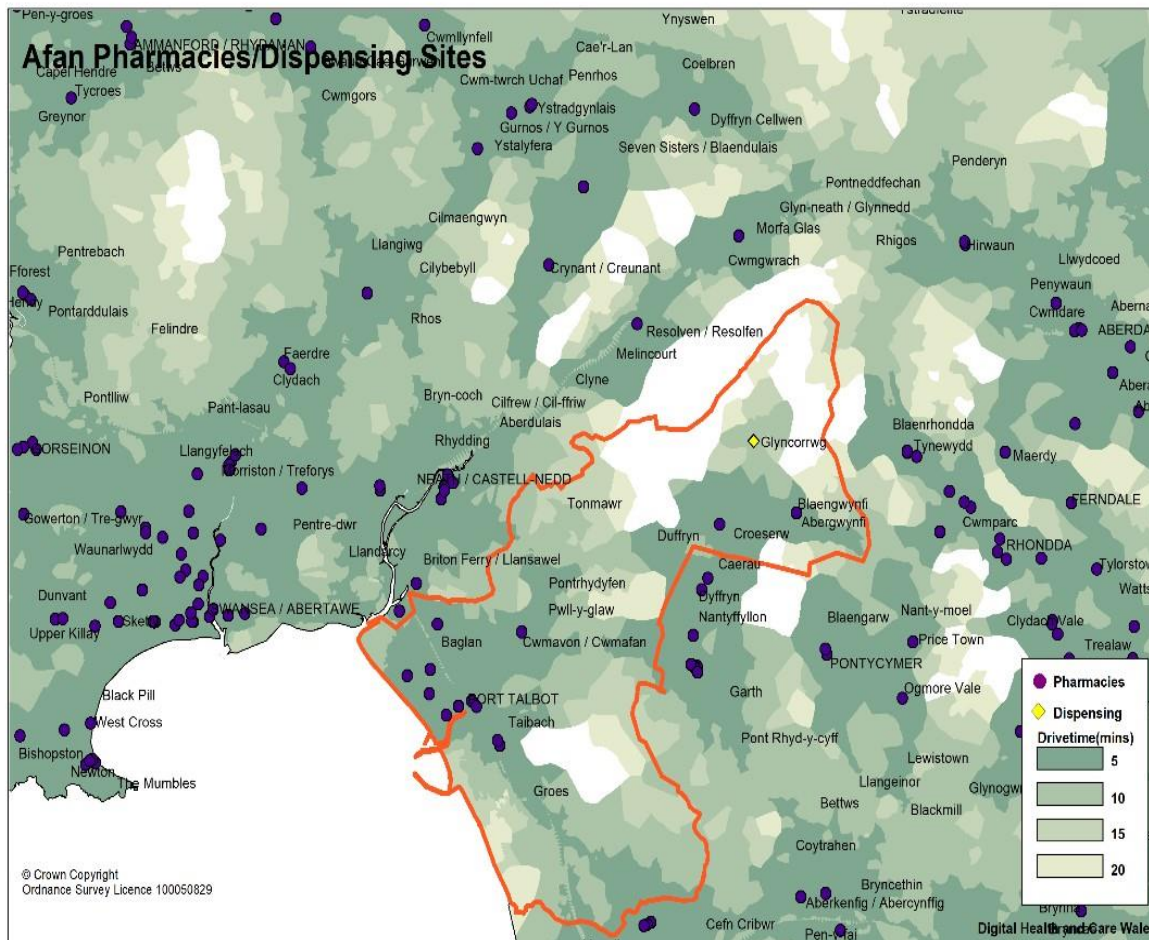 Pen-y-groes
Ynyswen
Cwmllynfell
AMMANFORD / RHYDAMAN
Afan Pharmacies/Dispensing Sites
Cae'r-Lan
Betws
Capel Hendre
Cwm-twrch Uchaf
Penrhos
Coelbren
Tycroes
Cwmgors
Greynor
Ystradgynlais
Gurnos / Y Gurnos
Dyffryn Cellwen
Ystalyfera
Seven Sisters / Blaendulais
Penderyn
Pontneddfechan
Cilmaengwyn
Glyn-neath / Glynnedd
Morfa Glas
Rhigos
Hirwaun
Llangiwg
Pentrebach
Cilybebyll
Crynant / Creunant
Cwmgwrach
Llwydcoed
Fforest
Penywaun
Pontarddulais
Rhos
Cwmdare
Felindre
Resolven / Resolfen
Melincourt
Faerdre
Clydach
Clyne
Pontlliw
Pant-lasau
Bryn-coch
Cilfrew / Cil-ffriw
Aberdulais
Blaenrhondda
Rhydding
Glyncorrwg
Tynewydd
GORSEINON
Llangyfelach
Maerdy
Morriston / Treforys
NEATH / CASTELL-NEDD
Tonmawr
Blaengwynfi
FERNDALE
Gowerton / Tre-gwyr
Abergwynfi
Pentre-dwr
Cwmparc
Duffryn
Croeserw
Waunarlwydd
Llandarcy
RHONDDA
Briton Ferry / Llansawel
Caerau
Pontrhydyfen
Dunvant
Dyffryn
Pwll-y-glaw
SWANSEA / ABERTAWE
Nant-y-moel
Nantyffyllon
Blaengarw
Upper Killay
Clydach Vale
Baglan
Cwmavon / Cwmafan
Price Town
Trealaw
PONTYCYMER
Black Pill
PORT TALBOT
Garth
Ogmore Vale
West Cross
Taibach
Pont Rhyd-y-cyff
Bishopston
Lewistown
Newton
The Mumbles
Groes
Llangeinor
Bettws
Blackmill
Coytrahen
Bryncethin
Aberkenfig / Abercynffig
Cefn Cribwr
Pharmacies
Dispensing
Drivetime(mins)
5
10
15
20
© Crown Copyright
Ordnance Survey Licence 100050829
Digital Health and Care Wale